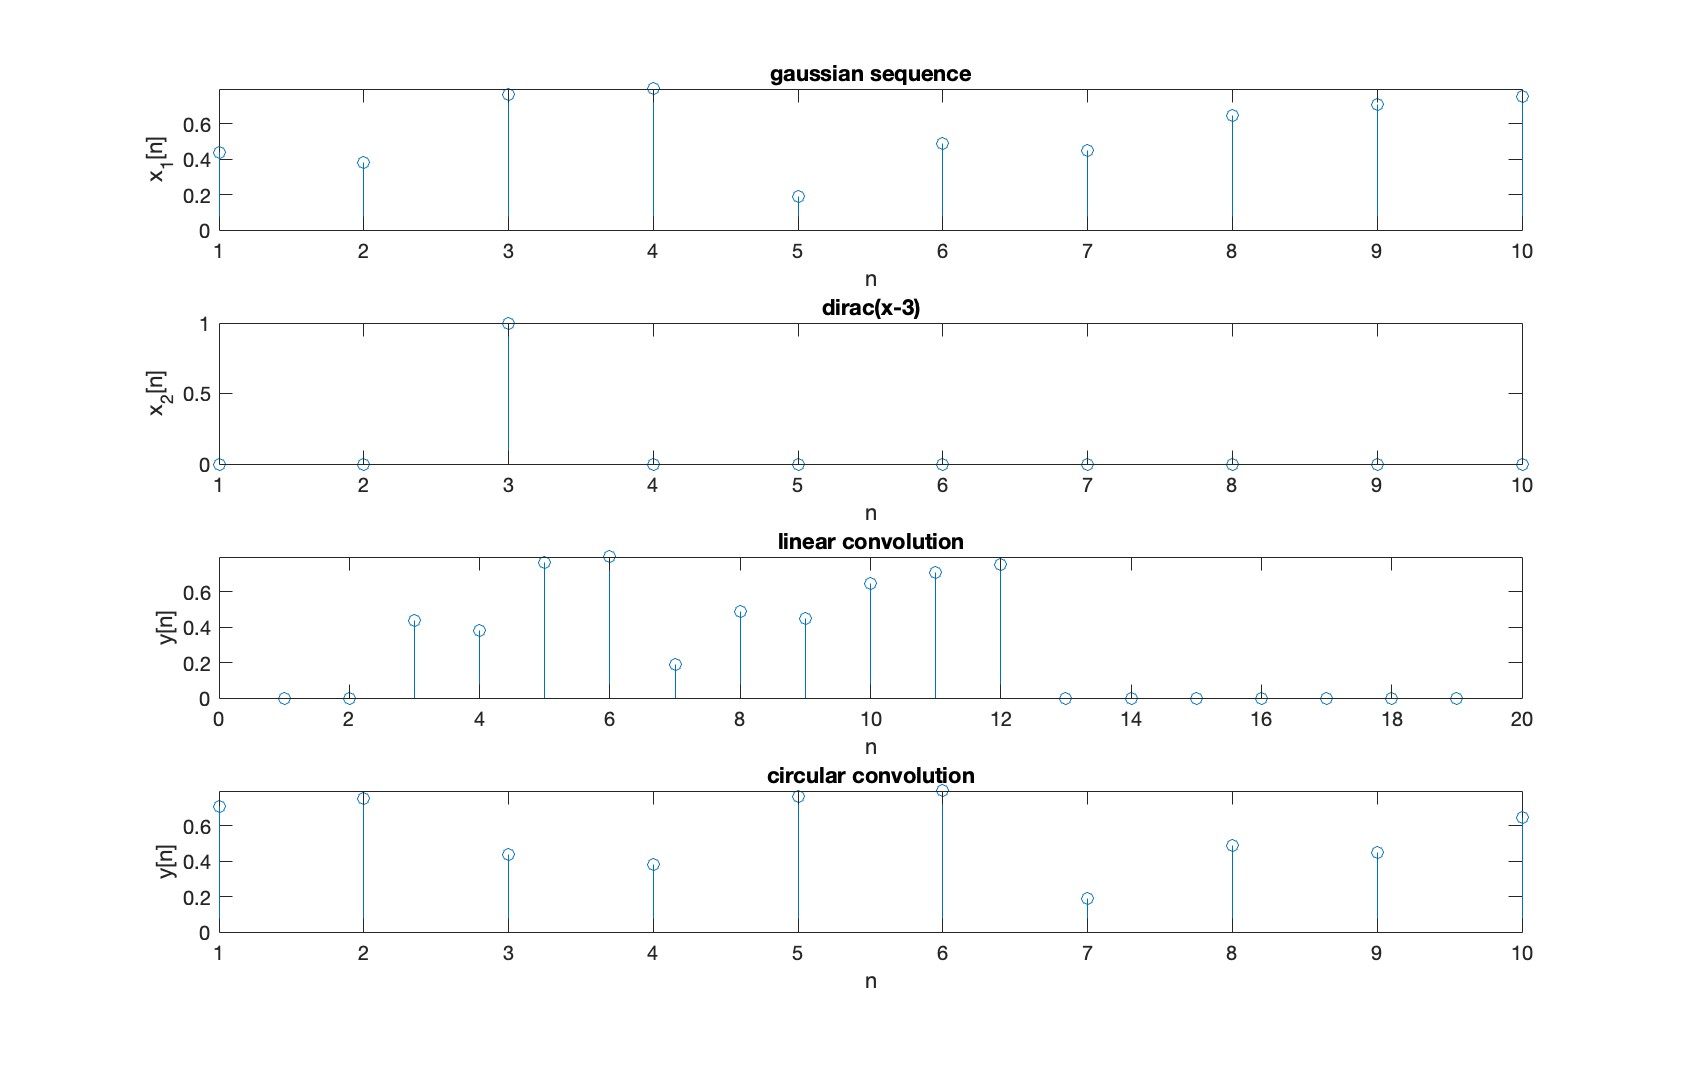 gaussian sequence
x1[n]
0.6
0.4
0.2
0
1 2 3 4 5 6 7 8 9 10
n
dirac(x-3)
x2[n]
1
0.5
0
1 2 3 4 5 6 7 8 9 10
n
linear convolution
y[n]
0.6
0.4
0.2
0
0 2 4 6 8 10 12 14 16 18 20
n
circular convolution
y[n]
0.6
0.4
0.2
0
1 2 3 4 5 6 7 8 9 10
n